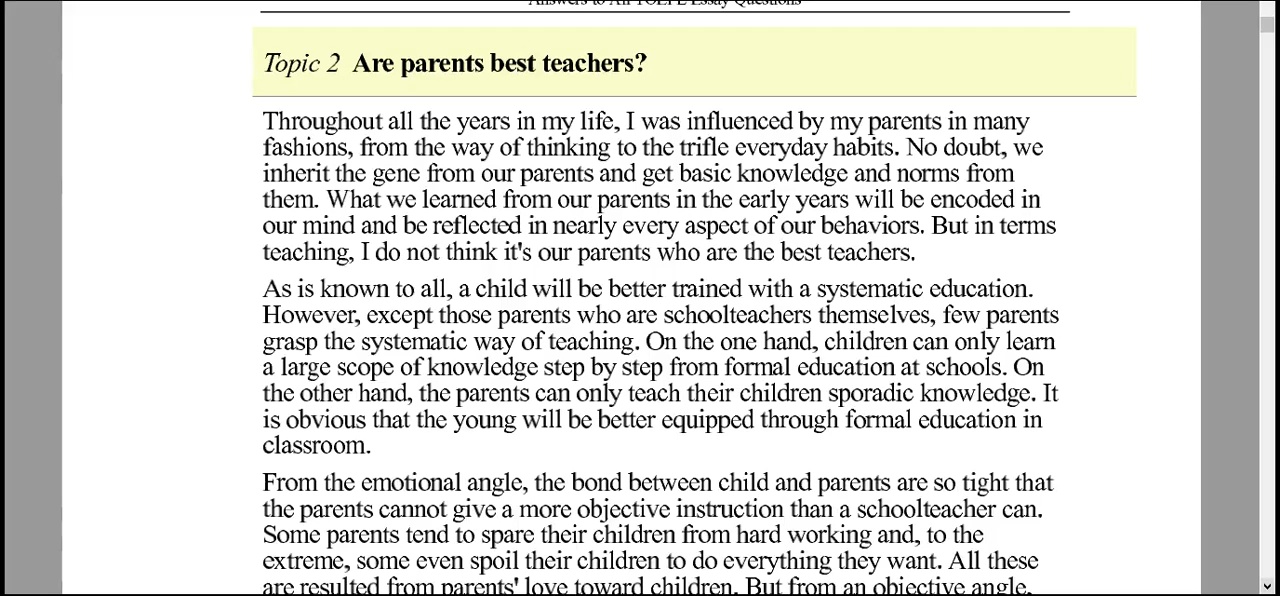 Answers to All TOEFL Essay Questions
Topic 2 Are parents best teachers?
Throughout all the years in my life, I was influenced by my parents in many
fashions, from the way of thinking to the trifle everyday habits. No doubt, we
inherit the gene from our parents and get basic knowledge and norms from
them. What we learned from our parents in the early years will be encoded in
our mind and be reflected in nearly every aspect of our behaviors. But in terms
teaching, I do not think it's our parents who are the best teachers.
As is known to all, a child will be better trained with a systematic education.
However, except those parents who are schoolteachers themselves, few parents
grasp the systematic way of teaching. On the one hand, children can only learn
a large scope of knowledge step by step from formal education at schools. On
the other hand, the parents can only teach their children sporadic knowledge. It
is obvious that the young will be better equipped through formal education in
classroom.
From the emotional angle, the bond between child and parents are so tight that
the parents cannot give a more objective instruction than a schoolteacher can.
Some parents tend to spare their children from hard working and, to the
extreme, some even spoil their children to do everything they want. All these
are resulted from parents' love toward children. But from an objective angle,